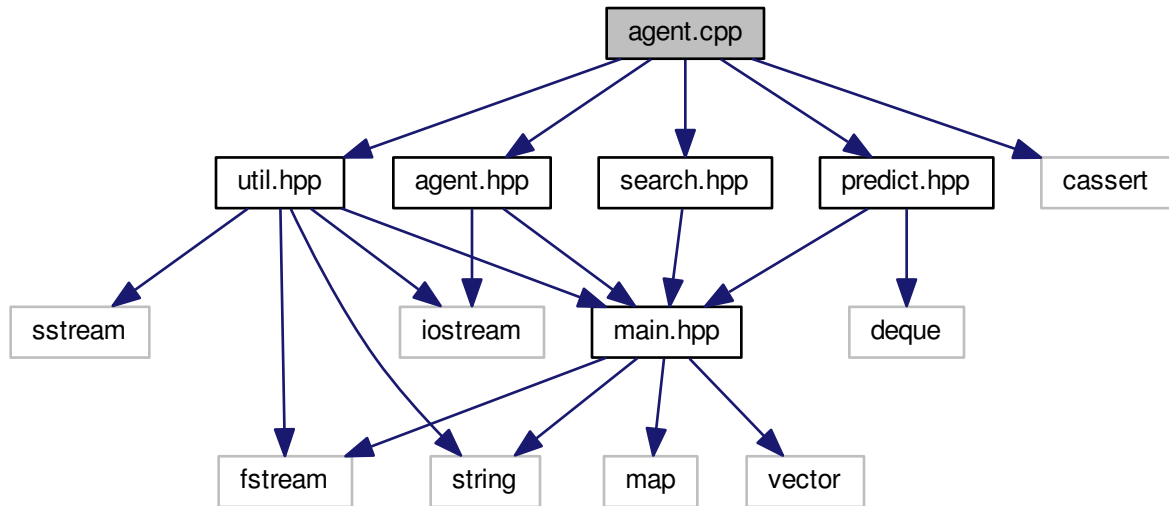 agent.cpp
util.hpp
agent.hpp
search.hpp
predict.hpp
cassert
sstream
iostream
main.hpp
deque
fstream
string
map
vector